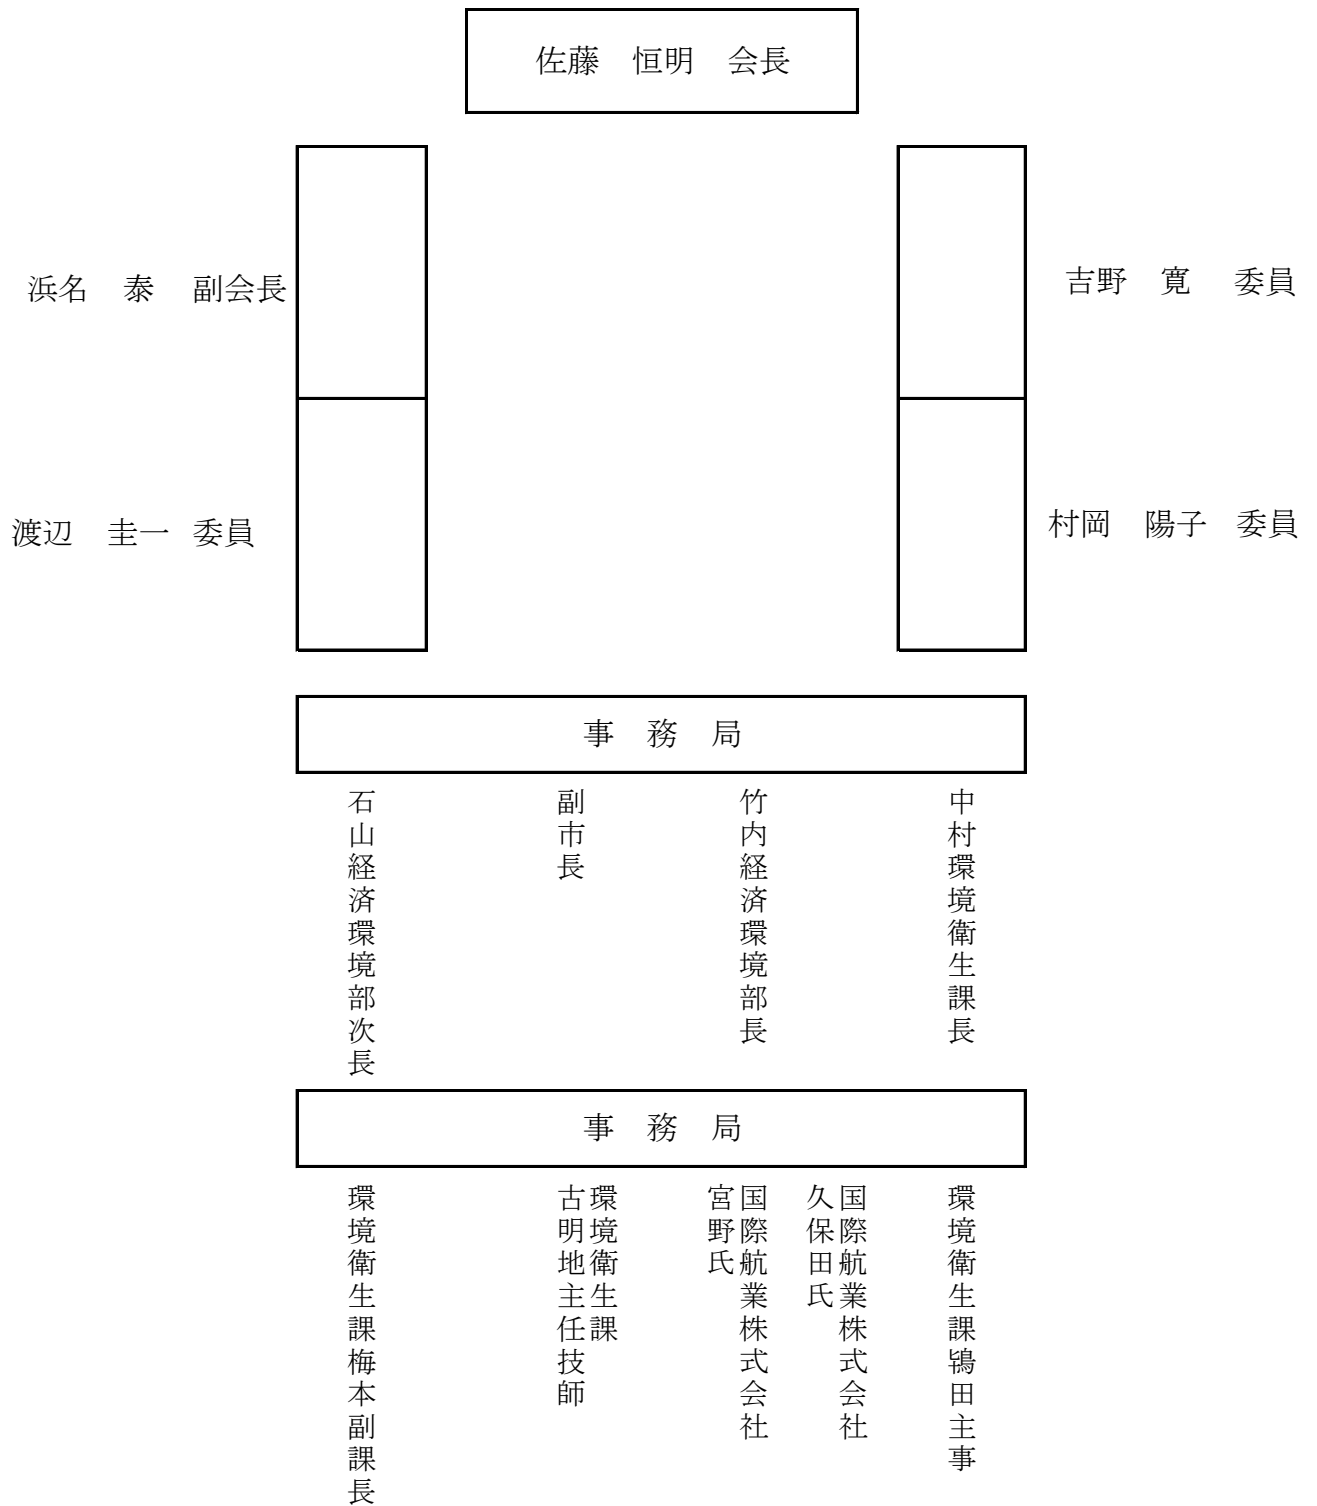 佐藤　恒明　会長
浜名　泰　副会長
吉野　寛　委員
渡辺　圭一　委員
村岡　陽子　委員
事　務　局
石山経済環境部次長
副市長
竹内経済環境部長
中村環境衛生課長
事　務　局
環境衛生課梅本副課長
環境衛生課
古明地主任技師
国際航業株式会社
宮野氏
国際航業株式会社
久保田氏
環境衛生課鴇田主事